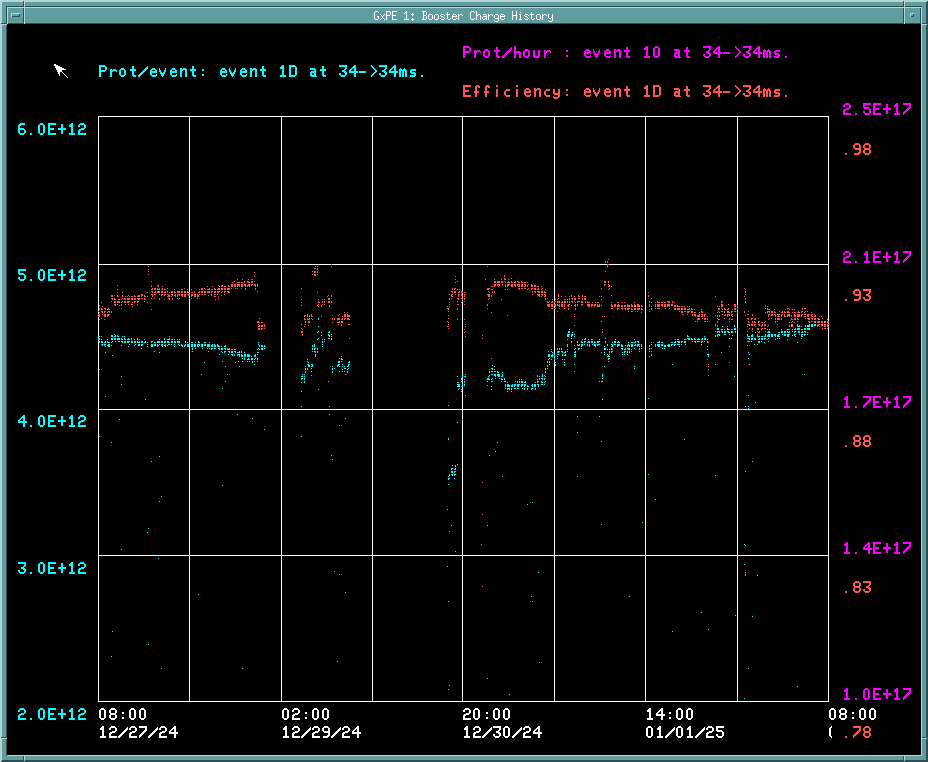 GxPE 1: Booster Charge History
Prot/hour : event 10 at 34->34ms.
Prot/event: event 1D at 34->34ms.
Efficiency: event 1D at 34->34ms.
2.5E+17
6.0E+12
.98
2.1E+17
5.0E+12
.93
1.7E+17
4.0E+12
.88
1.4E+17
3.0E+12
.83
1.0E+17
2.0E+12
08:00 02:00 20:00 14:00 08:00
12/27/24 12/29/24 12/30/24 01/01/25 .78